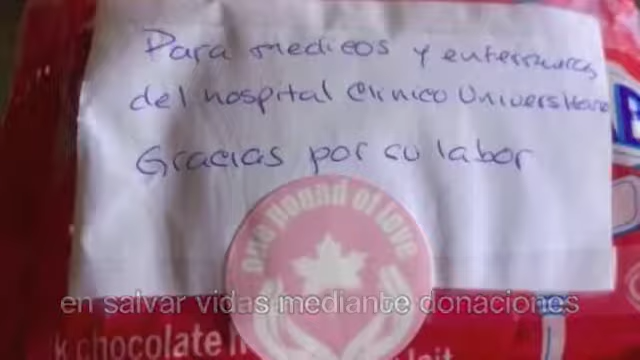 Para medicos y enfermeras
del hospital Clinico Universitario
Gracias por su labor
One Honad of love
en salvar vidas mediante donaciones
k chocolate